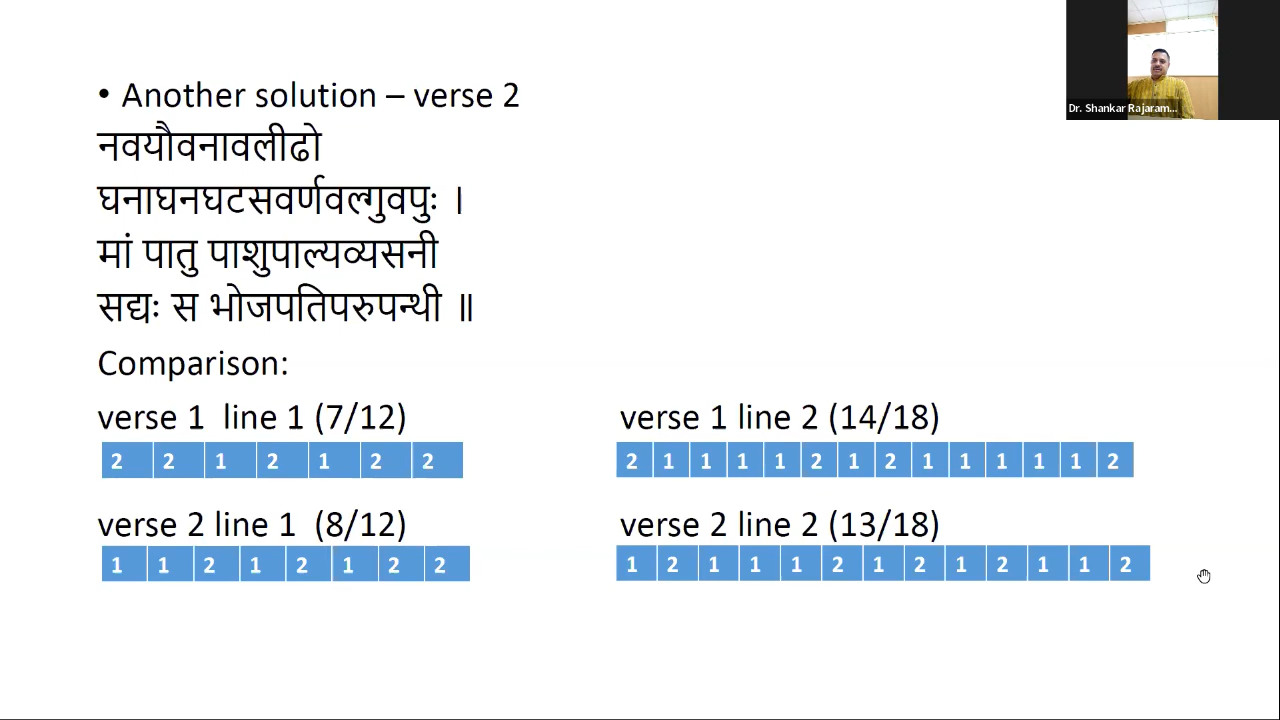 • Another solution – verse 2
नवयौवनावलीढो
घनाघनघटसवर्णवल्गुवपुः ।
मां पातु पाशुपाल्यव्यसनी
सद्यः स भोजपतिपरुपन्थी ॥
Comparison:
verse 1 line 1 (7/12)
2 2 1 2 1 2 2
verse 1 line 2 (14/18)
2 1 1 1 1 2 1 2 1 1 1 1 1 2
verse 2 line 1 (8/12)
1 1 2 1 2 1 2 2
verse 2 line 2 (13/18)
1 2 1 1 1 2 1 2 1 2 1 1 2
Dr. Shankar Rajaram...